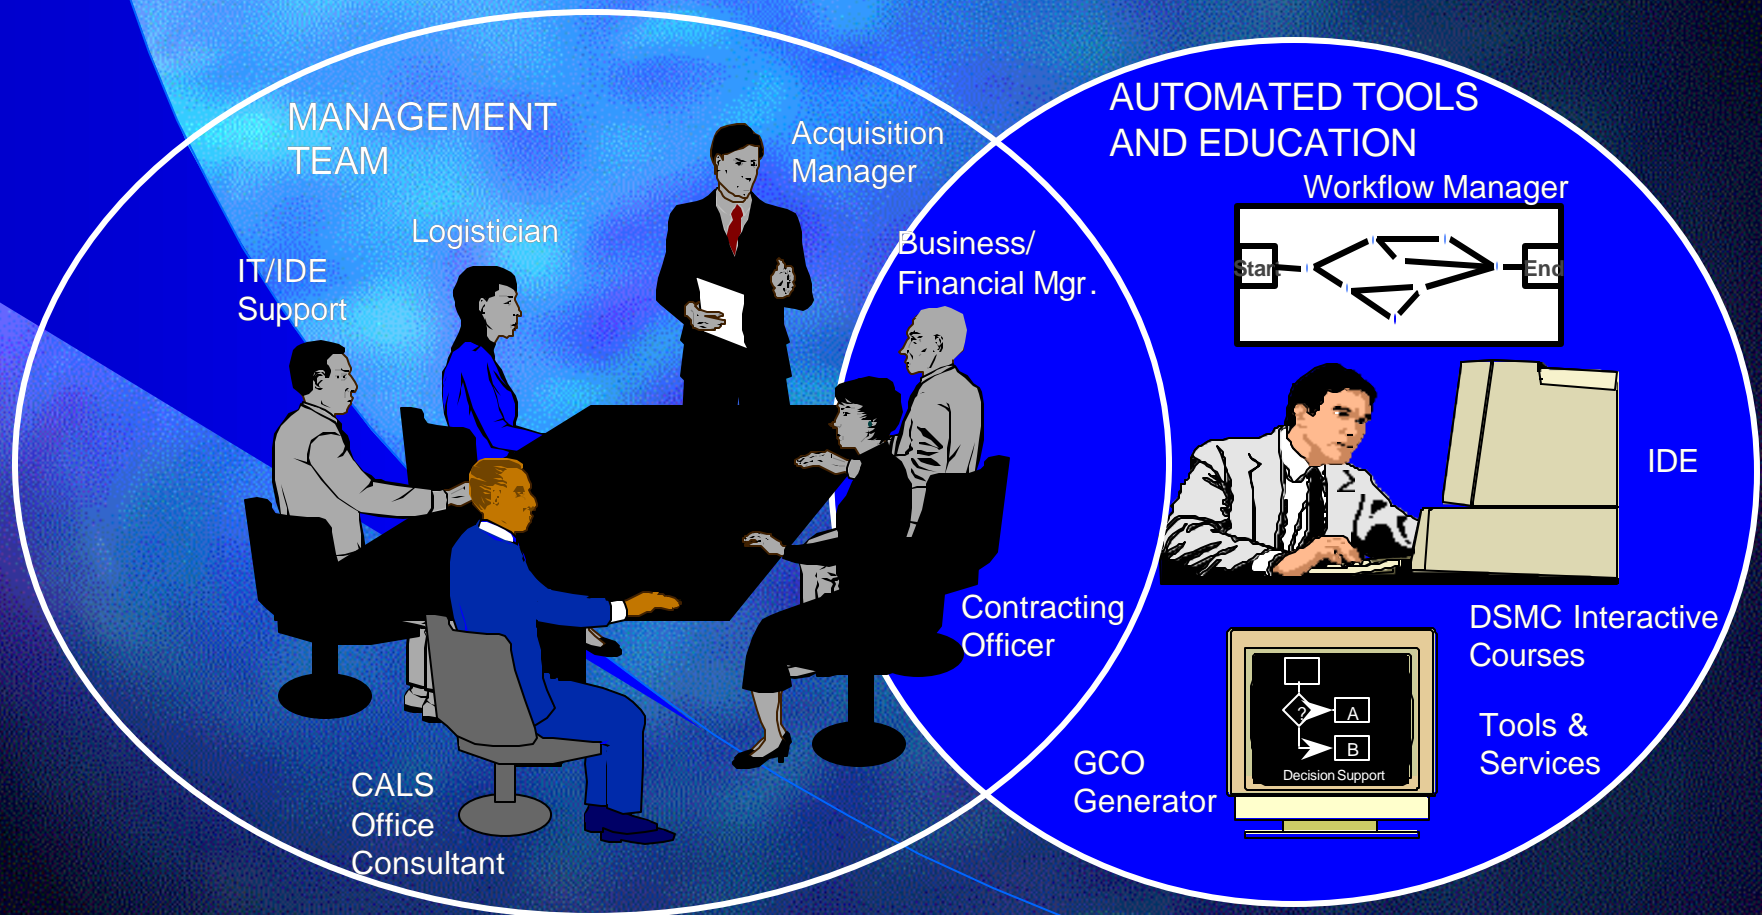 MANAGEMENT
TEAM
Acquisition
Manager
Logistician
IT/IDE
Support
Business/
Financial Mgr.
Contracting
Officer
CALS
Office
Consultant
AUTOMATED TOOLS
AND EDUCATION
Workflow Manager
Start
End
IDE
DSMC Interactive
Courses
Tools &
Services
GCO
Generator
?
A
B
Decision Support